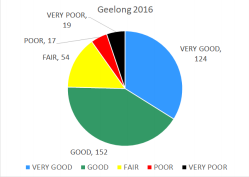 Geelong 2016
VERY POOR,
19
VERY GOOD,
124
POOR, 17
FAIR, 54
GOOD, 152
VERY GOOD GOOD FAIR POOR VERY POOR